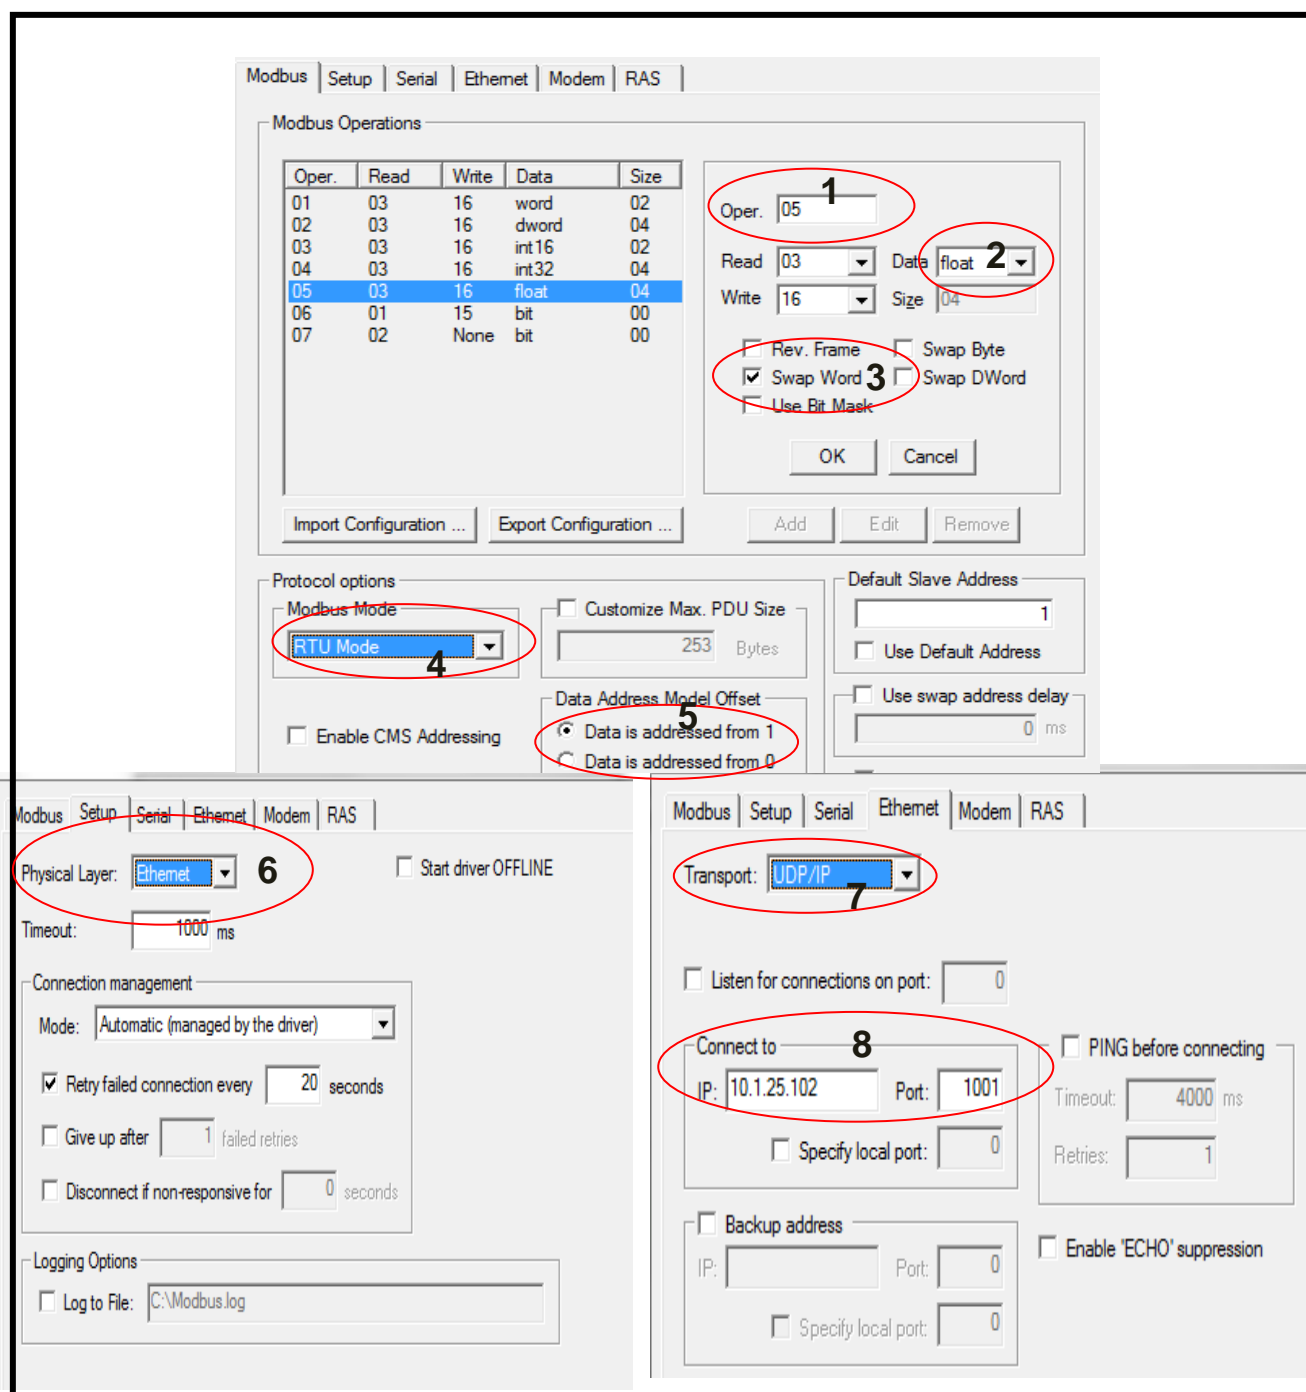 Modbus Setup Serial Ethernet Modem RAS
Modbus Operations
Oper. Read Write Data Size
01 03 16 word 02
02 03 16 dword 04
03 03 16 int16 02
04 03 16 int32 04
05 03 16 float 04
06 01 15 bit 00
07 02 None bit 00
1
Oper. 05
2
Read 03 Data float
Write 16 Size 04
Rev. Frame Swap Byte
Swap Word 3 Swap DWord
Use Bit Mask
OK Cancel
Import Configuration ... Export Configuration ... Add Edit Remove
Protocol options
Modbus Mode
RTU Mode
4
Customize Max. PDU Size
253 Bytes
Default Slave Address
1
Use Default Address
Enable CMS Addressing
Data Address Model Offset
5
Data is addressed from 1
Data is addressed from 0
Use swap address delay
0 ms
Modbus Setup Serial Ethernet Modem RAS
Physical Layer: Ethernet 6 Start driver OFFLINE
Timeout: 1000 ms
Connection management
Mode: Automatic (managed by the driver)
Retry failed connection every 20 seconds
Give up after 1 failed retries
Disconnect if non-responsive for 0 seconds
Logging Options
Log to File: C:\Modbus.log
Modbus Setup Serial Ethernet Modem RAS
Transport: UDP/IP
7
Listen for connections on port: 0
Connect to 8
IP: 10.1.25.102 Port: 1001
Specify local port: 0
PING before connecting
Timeout: 4000 ms
Retries: 1
Backup address
IP: Port: 0
Specify local port: 0
Enable 'ECHO' suppression